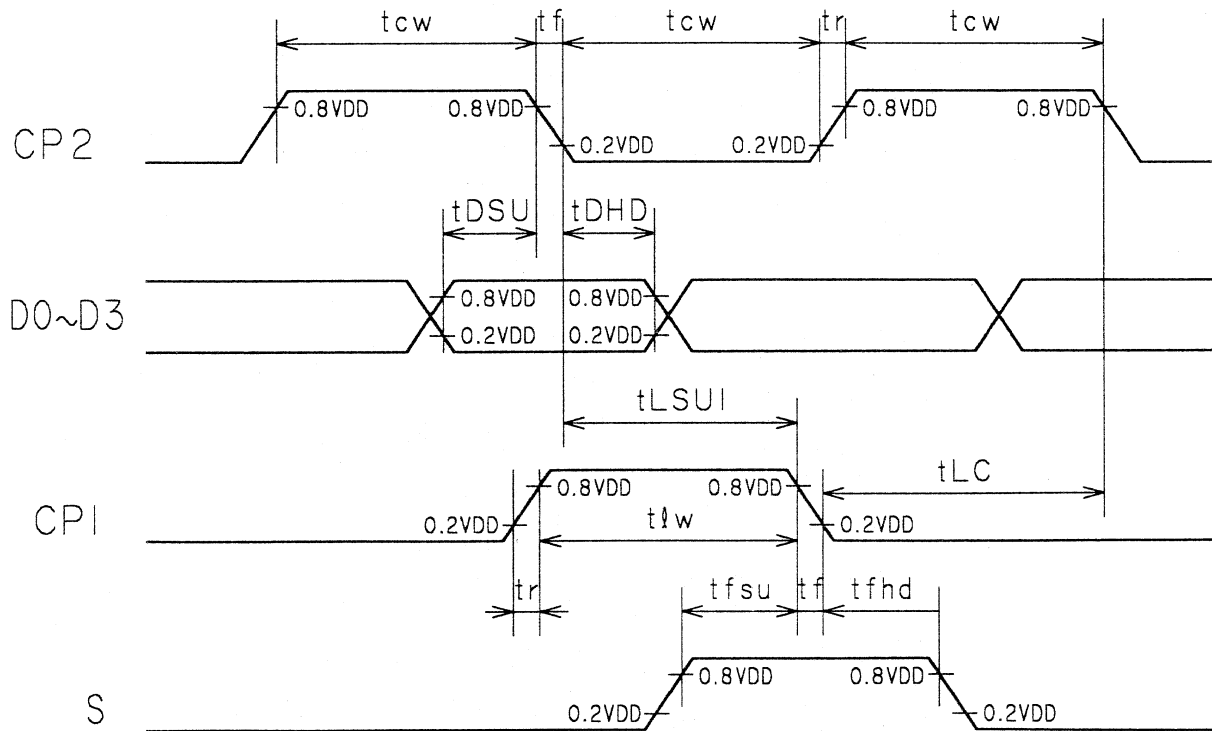 tcw tf tcw tr tcw
0.8VDD 0.8VDD 0.8VDD 0.8VDD
CP2
0.2VDD 0.2VDD
tDSU tDHD
0.8VDD 0.8VDD
D0~D3
0.2VDD 0.2VDD
tLSU1
tLC
0.8VDD 0.8VDD
CP1
0.2VDD 0.2VDD
tℓw
tr tfsu tf tfhd
0.8VDD 0.8VDD
S
0.2VDD 0.2VDD